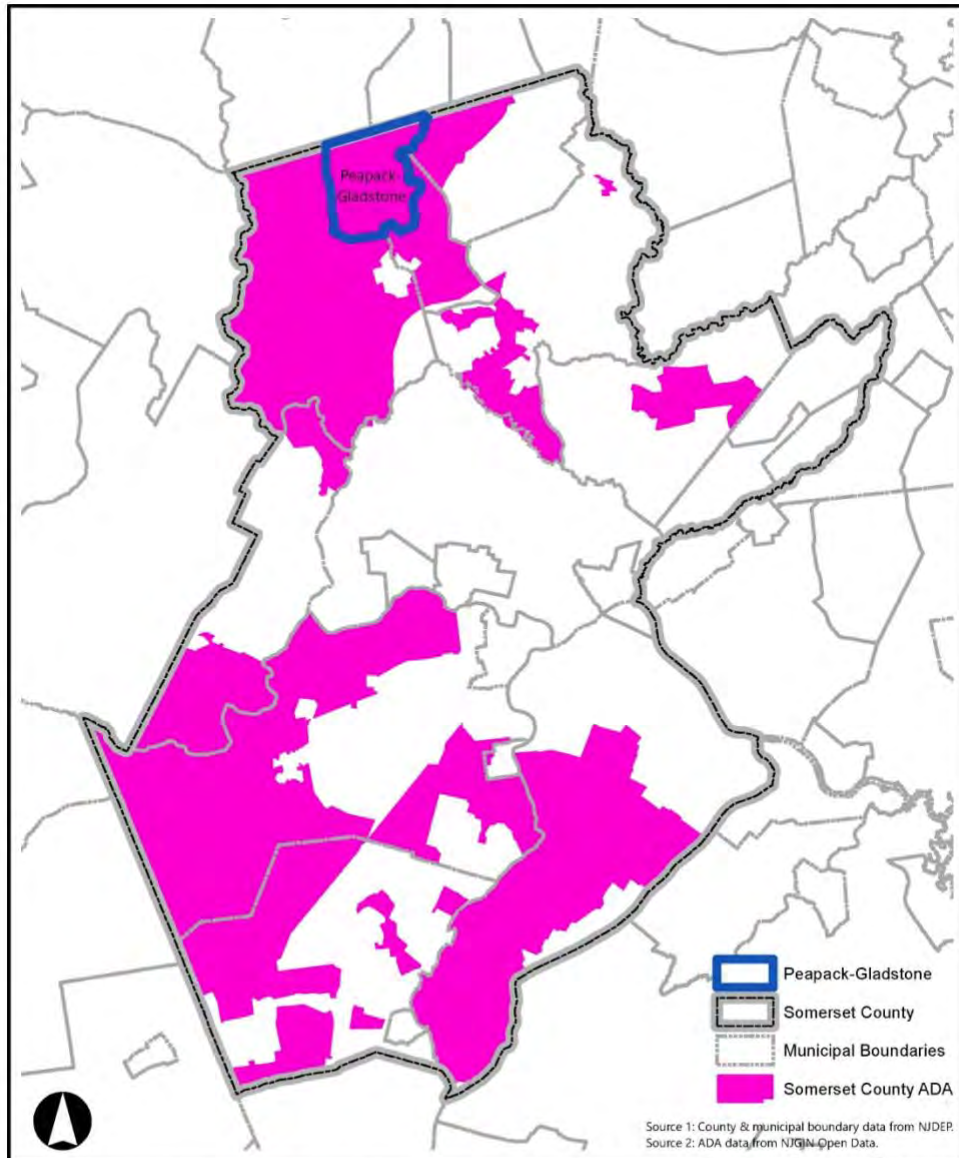 Peapack-
Gladstone
Peapack-Gladstone
Somerset County
Municipal Boundaries
Somerset County ADA
Source 1: County & municipal boundary data from NJDEP.
Source 2: ADA data from NJGIN Open Data.